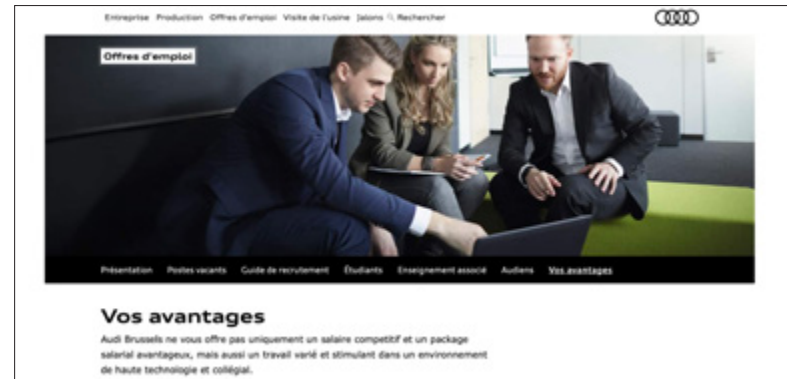 Entreprise Production Offres d'emploi Visite de l'usine Jalons Rechercher
Offres d'emploi
Présentation Postes vacants Guide de recrutement Étudiants Enseignement associé Audiens Vos avantages
Vos avantages
Audi Brussels ne vous offre pas uniquement un salaire competitif et un package
salarial avantageux, mais aussi un travail varié et stimulant dans un environnement
de haute technologie et collégial.